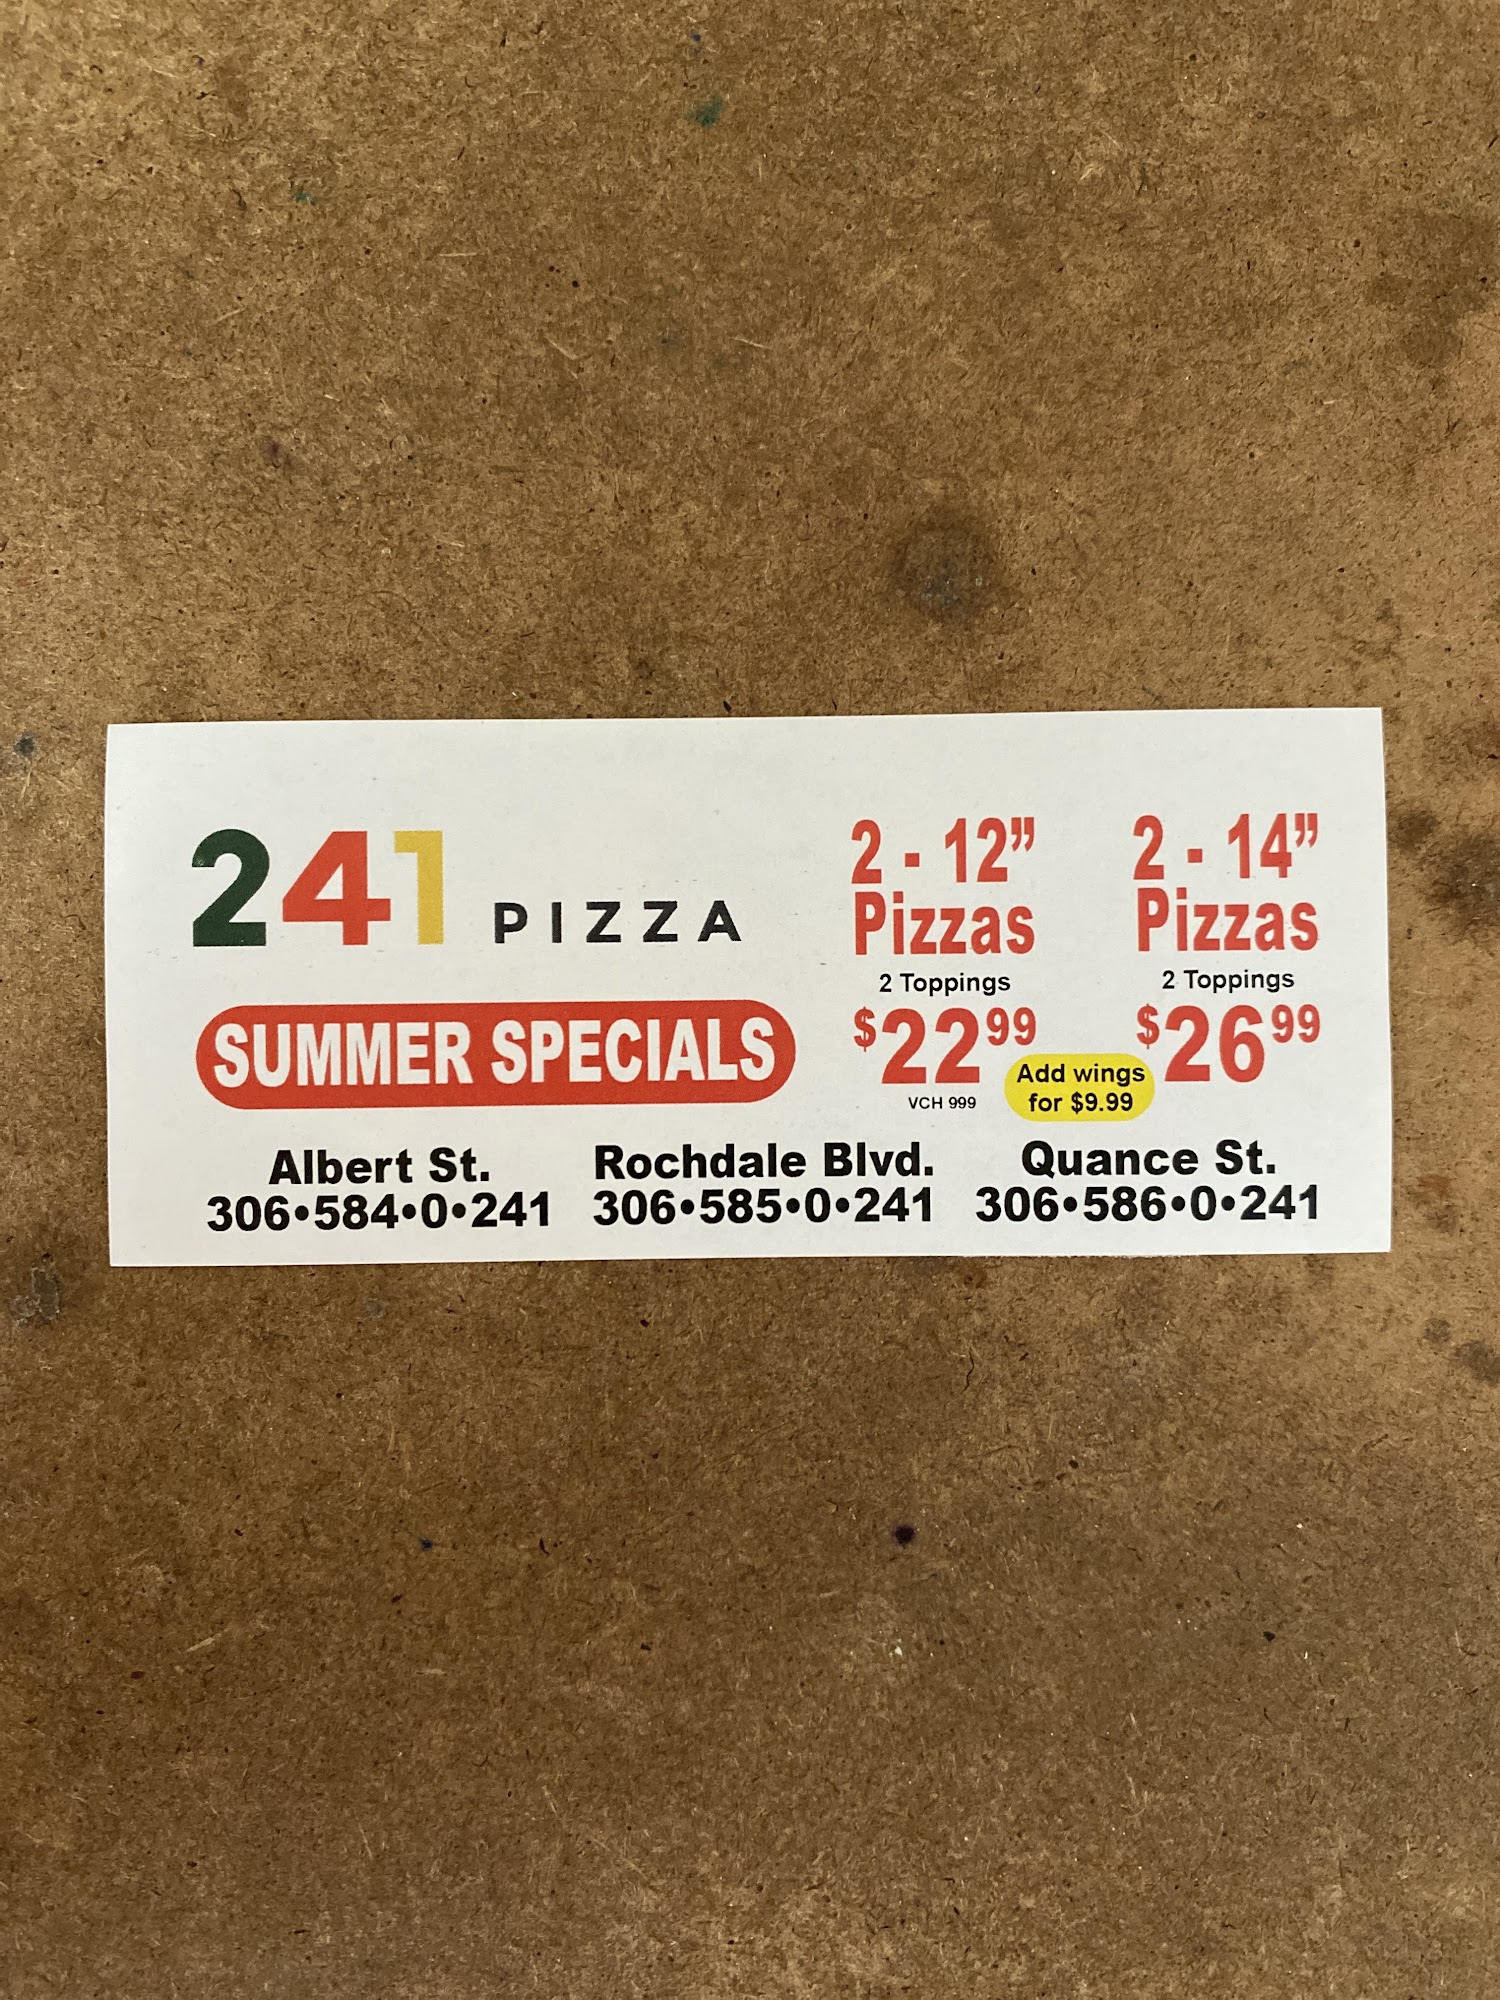 241 PIZZA
SUMMER SPECIALS
2 - 12”
Pizzas
2 Toppings
$22 99
VCH 999
2 - 14”
Pizzas
2 Toppings
$26 99
Add wings
for $9.99
Albert St.
306•584•0•241
Rochdale Blvd.
306•585•0•241
Quance St.
306•586•0•241